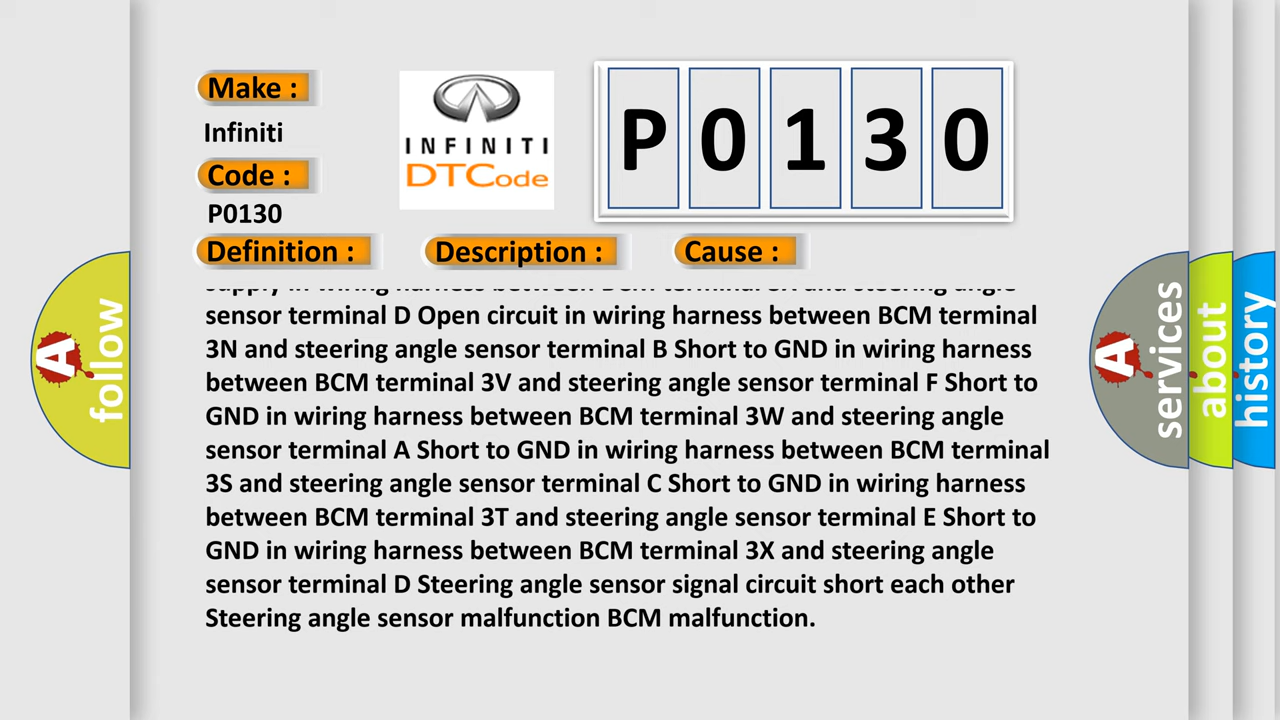 Make :
Infiniti
Code :
P0130
INFINITI
DTCode
P0130
Definition :
Description :
Cause :
sensor terminal D Open circuit in wiring harness between BCM terminal
3N and steering angle sensor terminal B Short to GND in wiring harness
between BCM terminal 3V and steering angle sensor terminal F Short to
GND in wiring harness between BCM terminal 3W and steering angle
sensor terminal A Short to GND in wiring harness between BCM terminal
3S and steering angle sensor terminal C Short to GND in wiring harness
between BCM terminal 3T and steering angle sensor terminal E Short to
GND in wiring harness between BCM terminal 3X and steering angle
sensor terminal D Steering angle sensor signal circuit short each other
Steering angle sensor malfunction BCM malfunction.
A follow
A services
about
history